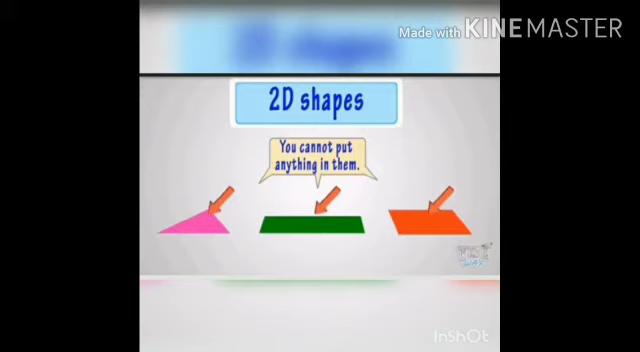 Made with KINEMASTER
2D shapes
You cannot put
anything in them.
InShOt